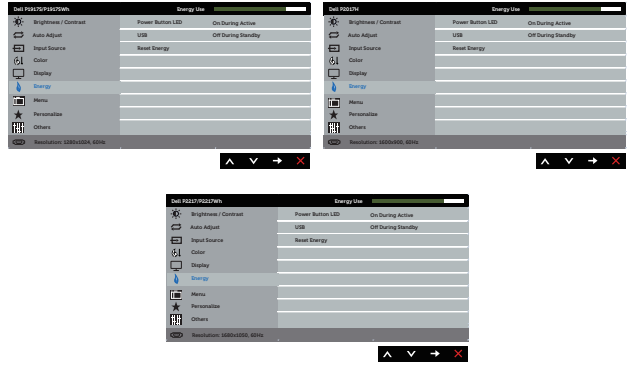 Dell P1917S/P1917SWh Energy Use
Brightness / Contrast Power Button LED On During Active
Auto Adjust USB Off During Standby
Input Source Reset Energy
Color
Display
Energy
Menu
Personalize
Others
Resolution: 1280x1024, 60Hz
Dell P2017H Energy Use
Brightness / Contrast Power Button LED On During Active
Auto Adjust USB Off During Standby
Input Source Reset Energy
Color
Display
Energy
Menu
Personalize
Others
Resolution: 1600x900, 60Hz
Dell P2217/P2217Wh Energy Use
Brightness / Contrast Power Button LED On During Active
Auto Adjust USB Off During Standby
Input Source Reset Energy
Color
Display
Energy
Menu
Personalize
Others
Resolution: 1680x1050, 60Hz